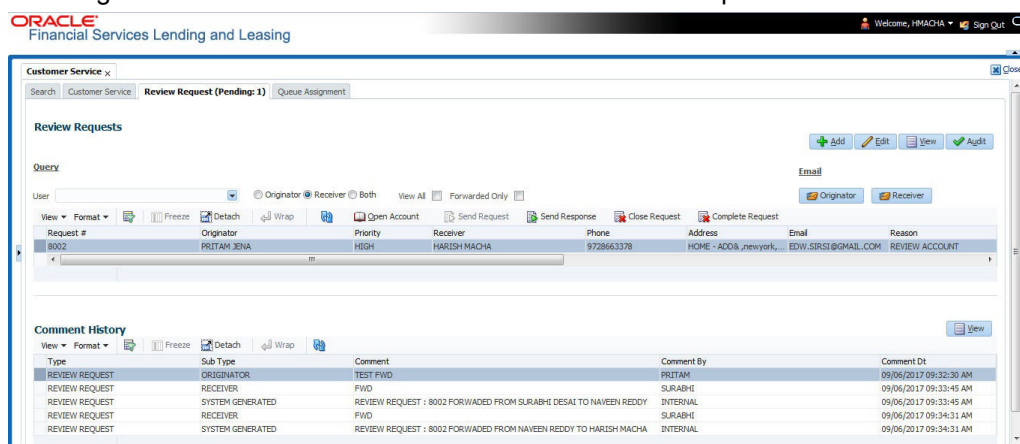 ORACLE
Financial Services Lending and Leasing
Welcome, HMACHA Sign Out
Customer Service x
Close
Search Customer Service Review Request (Pending: 1) Queue Assignment
Review Requests
Add Edit View Audit
Query
Email
User Originator Receiver Both View All Forwarded Only
Originator Receiver
View Format Freeze Detach Wrap Open Account Send Request Send Response Close Request Complete Request
Request # Originator Priority Receiver Phone Address Email Reason
8002 PRITAM JENA HIGH HARISH MACHA 9728663378 HOME - ADD& ,newyork,... EDW.SIRSI@GMAIL.COM REVIEW ACCOUNT
Comment History
View
View Format Freeze Detach Wrap
Type Sub Type Comment Comment By Comment Dt
REVIEW REQUEST ORIGINATOR TEST FWD PRITAM 09/06/2017 09:32:30 AM
REVIEW REQUEST RECEIVER FWD SURABHI 09/06/2017 09:33:45 AM
REVIEW REQUEST SYSTEM GENERATED REVIEW REQUEST : 8002 FORWADED FROM SURABHI DESAI TO NAVEEN REDDY INTERNAL 09/06/2017 09:33:45 AM
REVIEW REQUEST RECEIVER FWD SURABHI 09/06/2017 09:34:31 AM
REVIEW REQUEST SYSTEM GENERATED REVIEW REQUEST : 8002 FORWADED FROM NAVEEN REDDY TO HARISH MACHA INTERNAL 09/06/2017 09:34:31 AM